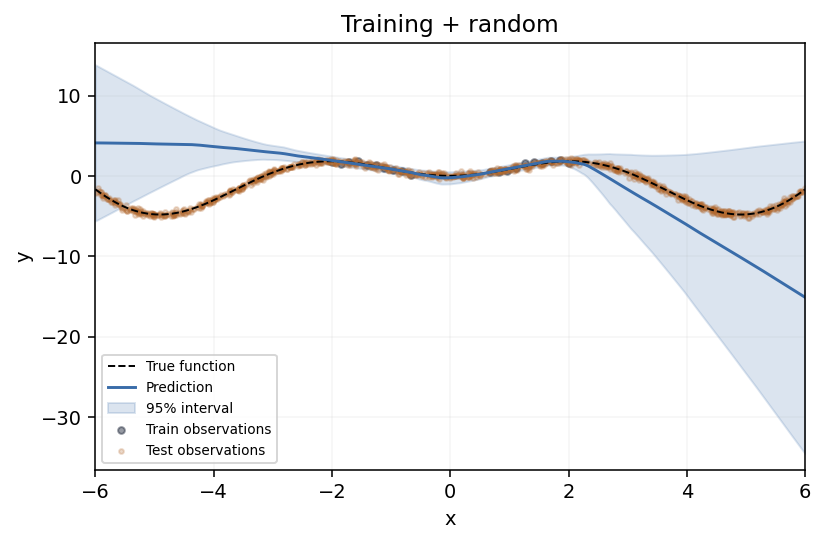 Training + random
10
0
−10
−20
−30
y
−6
−4
−2
0
2
4
6
x
True function
Prediction
95% interval
Train observations
Test observations